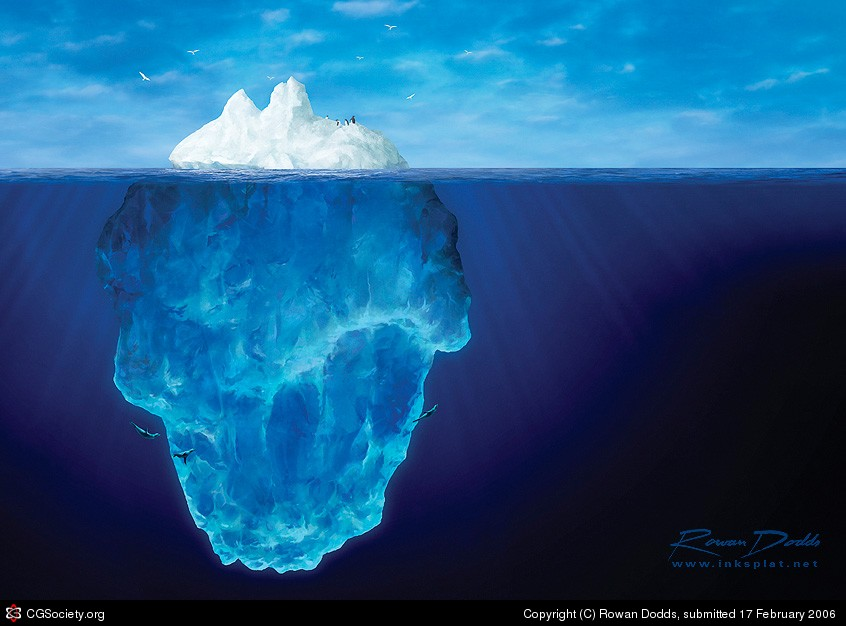 Rowan Dodds
www.inksplat.net
CGSociety.org
Copyright (C) Rowan Dodds, submitted 17 February 2006